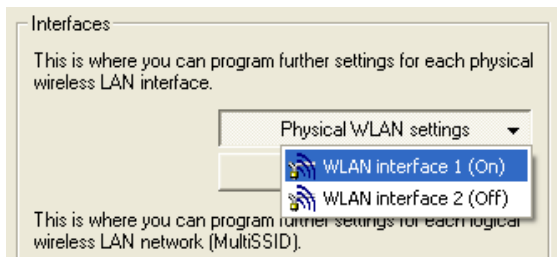 Interfaces
This is where you can program further settings for each physical
wireless LAN interface.
Physical WLAN settings
WLAN interface 1 (On)
WLAN interface 2 (Off)
This is where you can program further settings for each logical
wireless LAN network (MultiSSID).